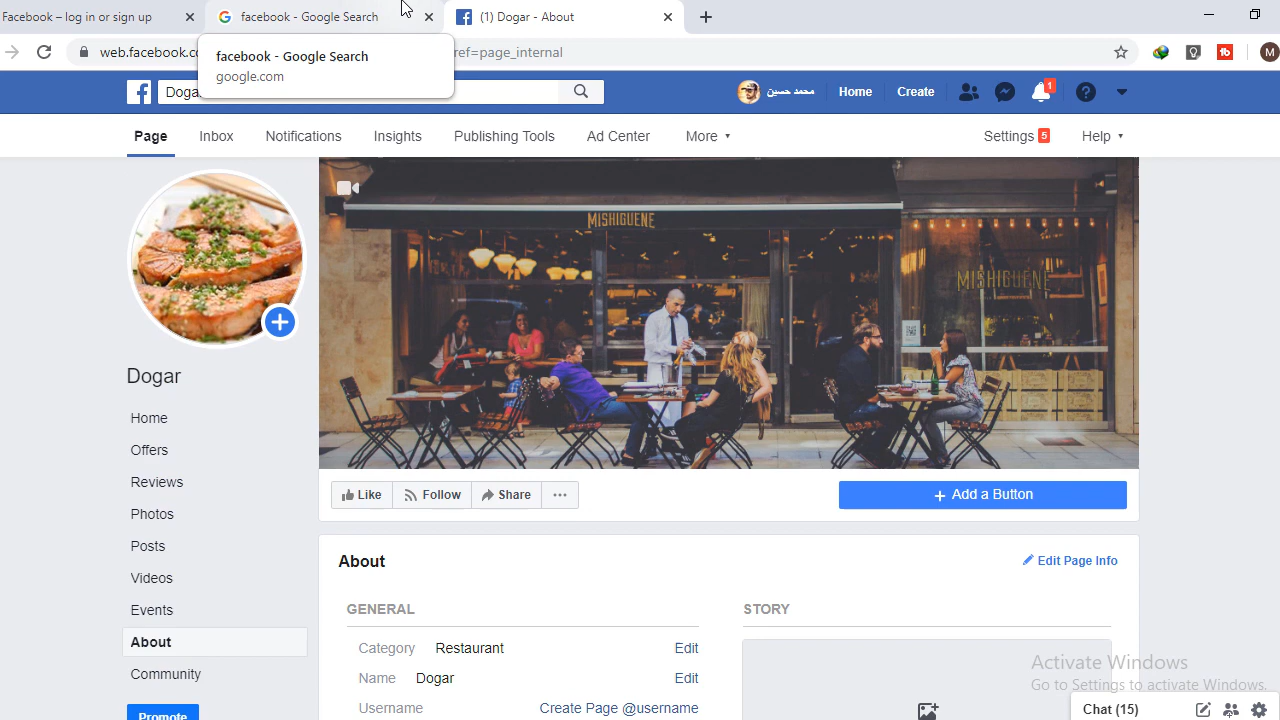 Facebook – log in or sign up
facebook - Google Search
(1) Dogar - About
web.facebook.co
ref=page_internal
facebook - Google Search
google.com
M
Doga
محمد حسين
Home
Create
1
Page
Inbox
Notifications
Insights
Publishing Tools
Ad Center
More
Settings 5
Help
MISHIGUENE
MISHIGUENE
Dogar
Home
Offers
Reviews
Photos
Posts
Videos
Events
About
Community
Promote
Like
Follow
Share
+ Add a Button
About
Edit Page Info
GENERAL
STORY
Category Restaurant Edit
Name Dogar Edit
Username Create Page @username
Activate Windows
Go to Settings to activate Windows.
Chat (15)